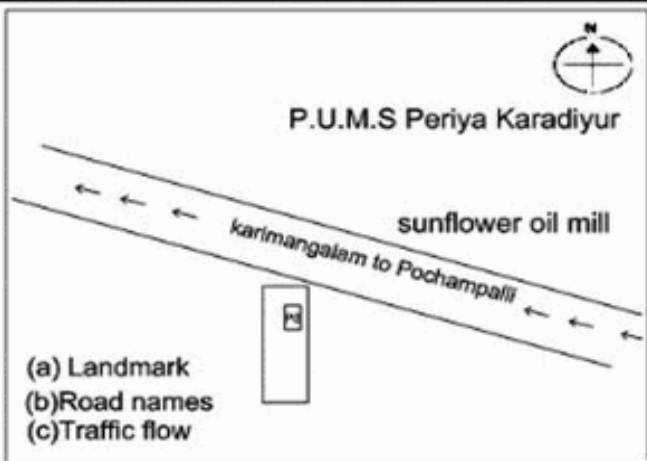 N
P.U.M.S Periya Karadiyur
sunflower oil mill
karimangalam to Pochampalli
(a) Landmark
(b)Road names
(c)Traffic flow